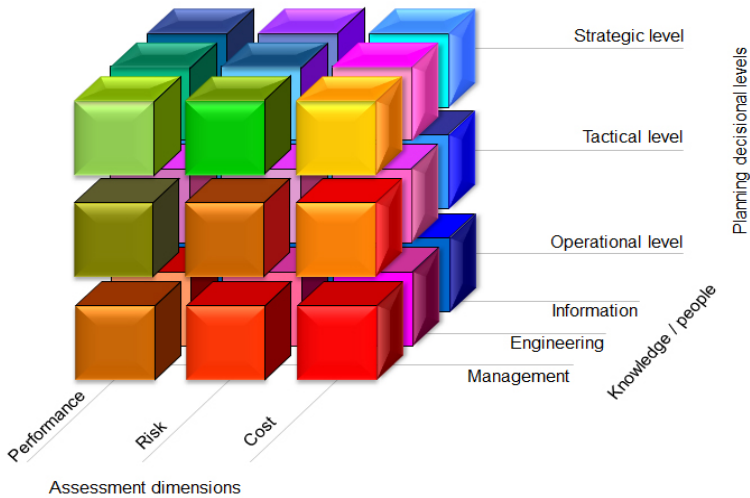 Strategic level
Tactical level
Operational level
Planning decisional levels
Information
Engineering
Management
Knowledge / people
Performance
Risk
Cost
Assessment dimensions